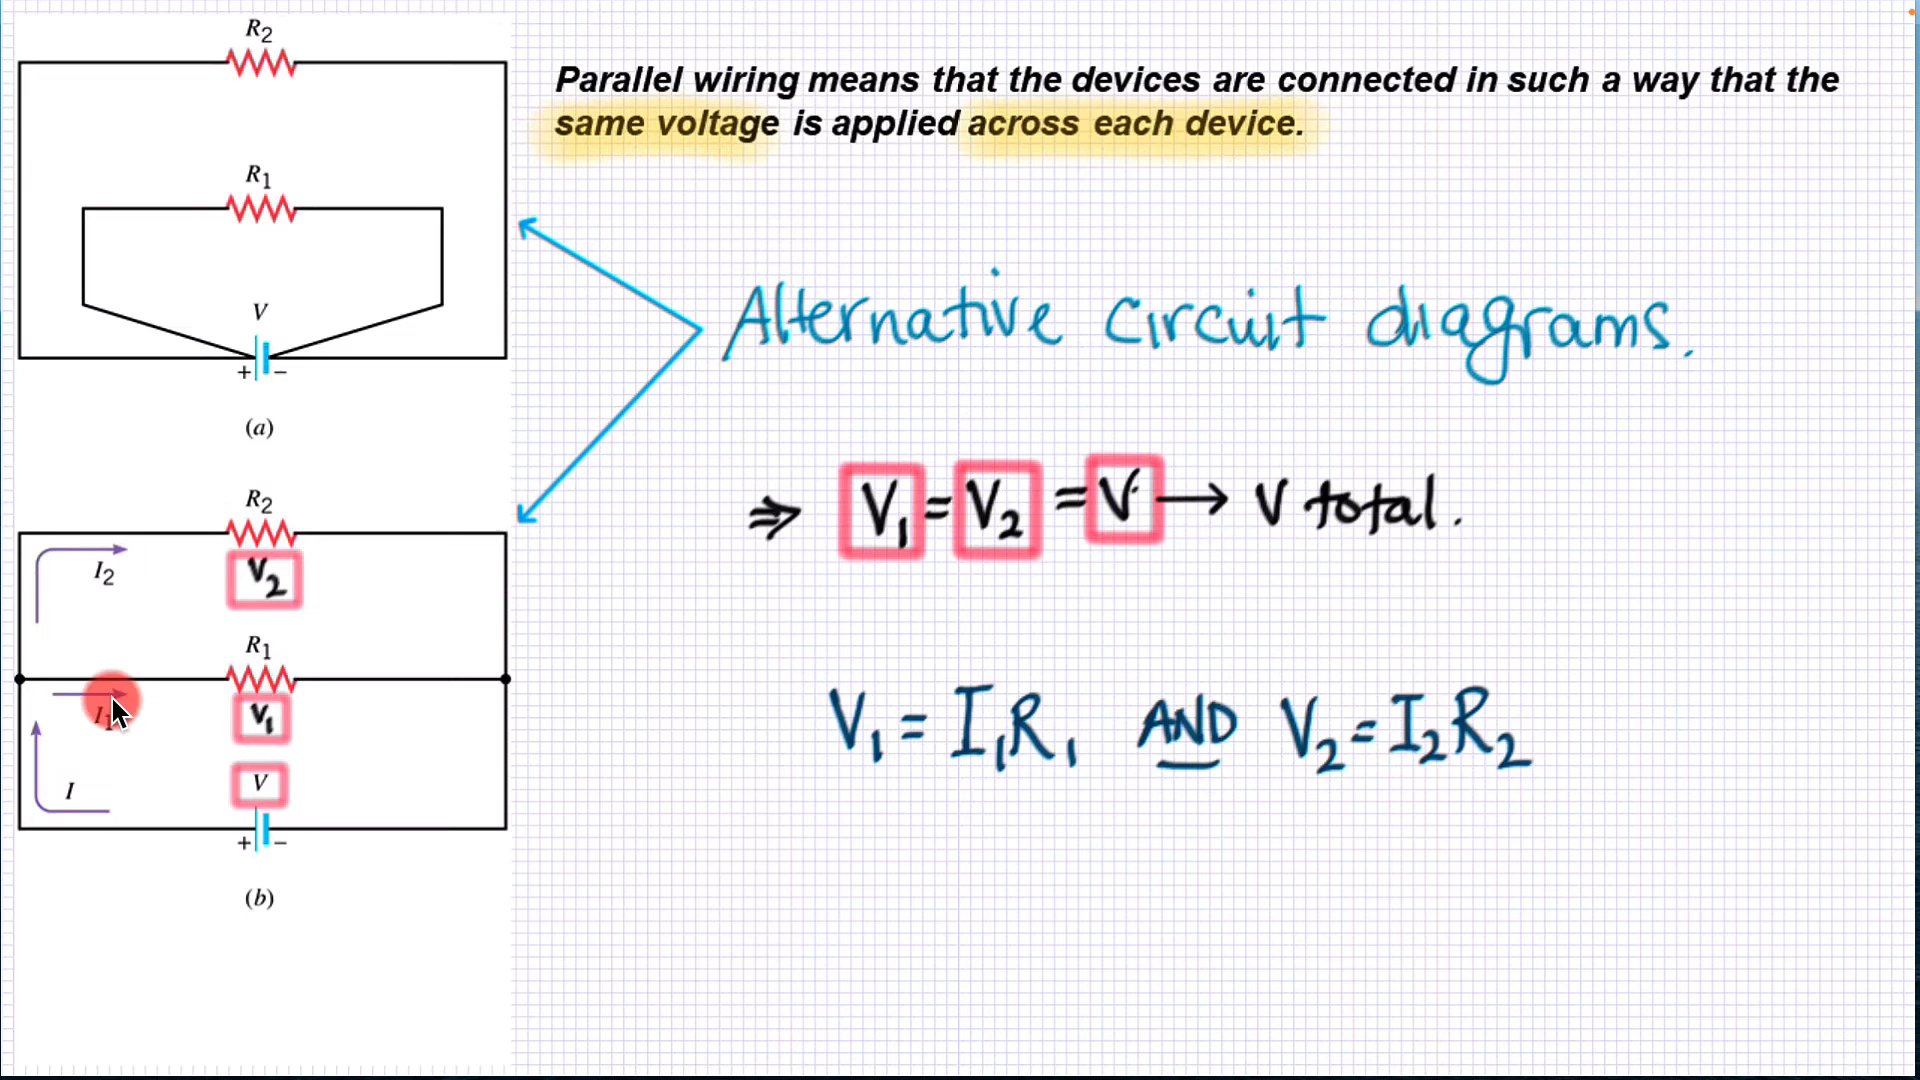 R2
R1
V
+ −
(a)
R2
I2
V2
R1
I1
V1
V
I
+ −
(b)
Parallel wiring means that the devices are connected in such a way that the
same voltage is applied across each device.
Alternative circuit diagrams.
⇒ V1 = V2 = V → V total.
V1 = I1R1 AND V2 = I2R2